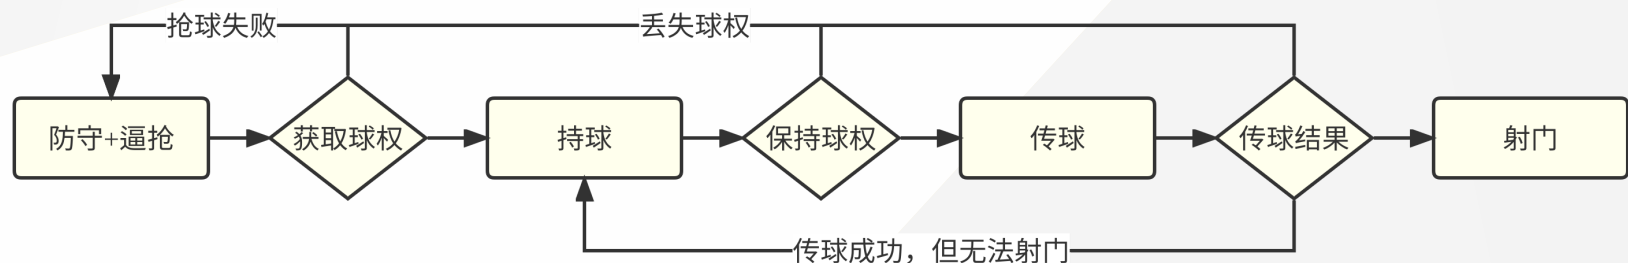 抢球失败
丢失球权
防守+逼抢
获取球权
持球
保持球权
传球
传球结果
射门
传球成功，但无法射门